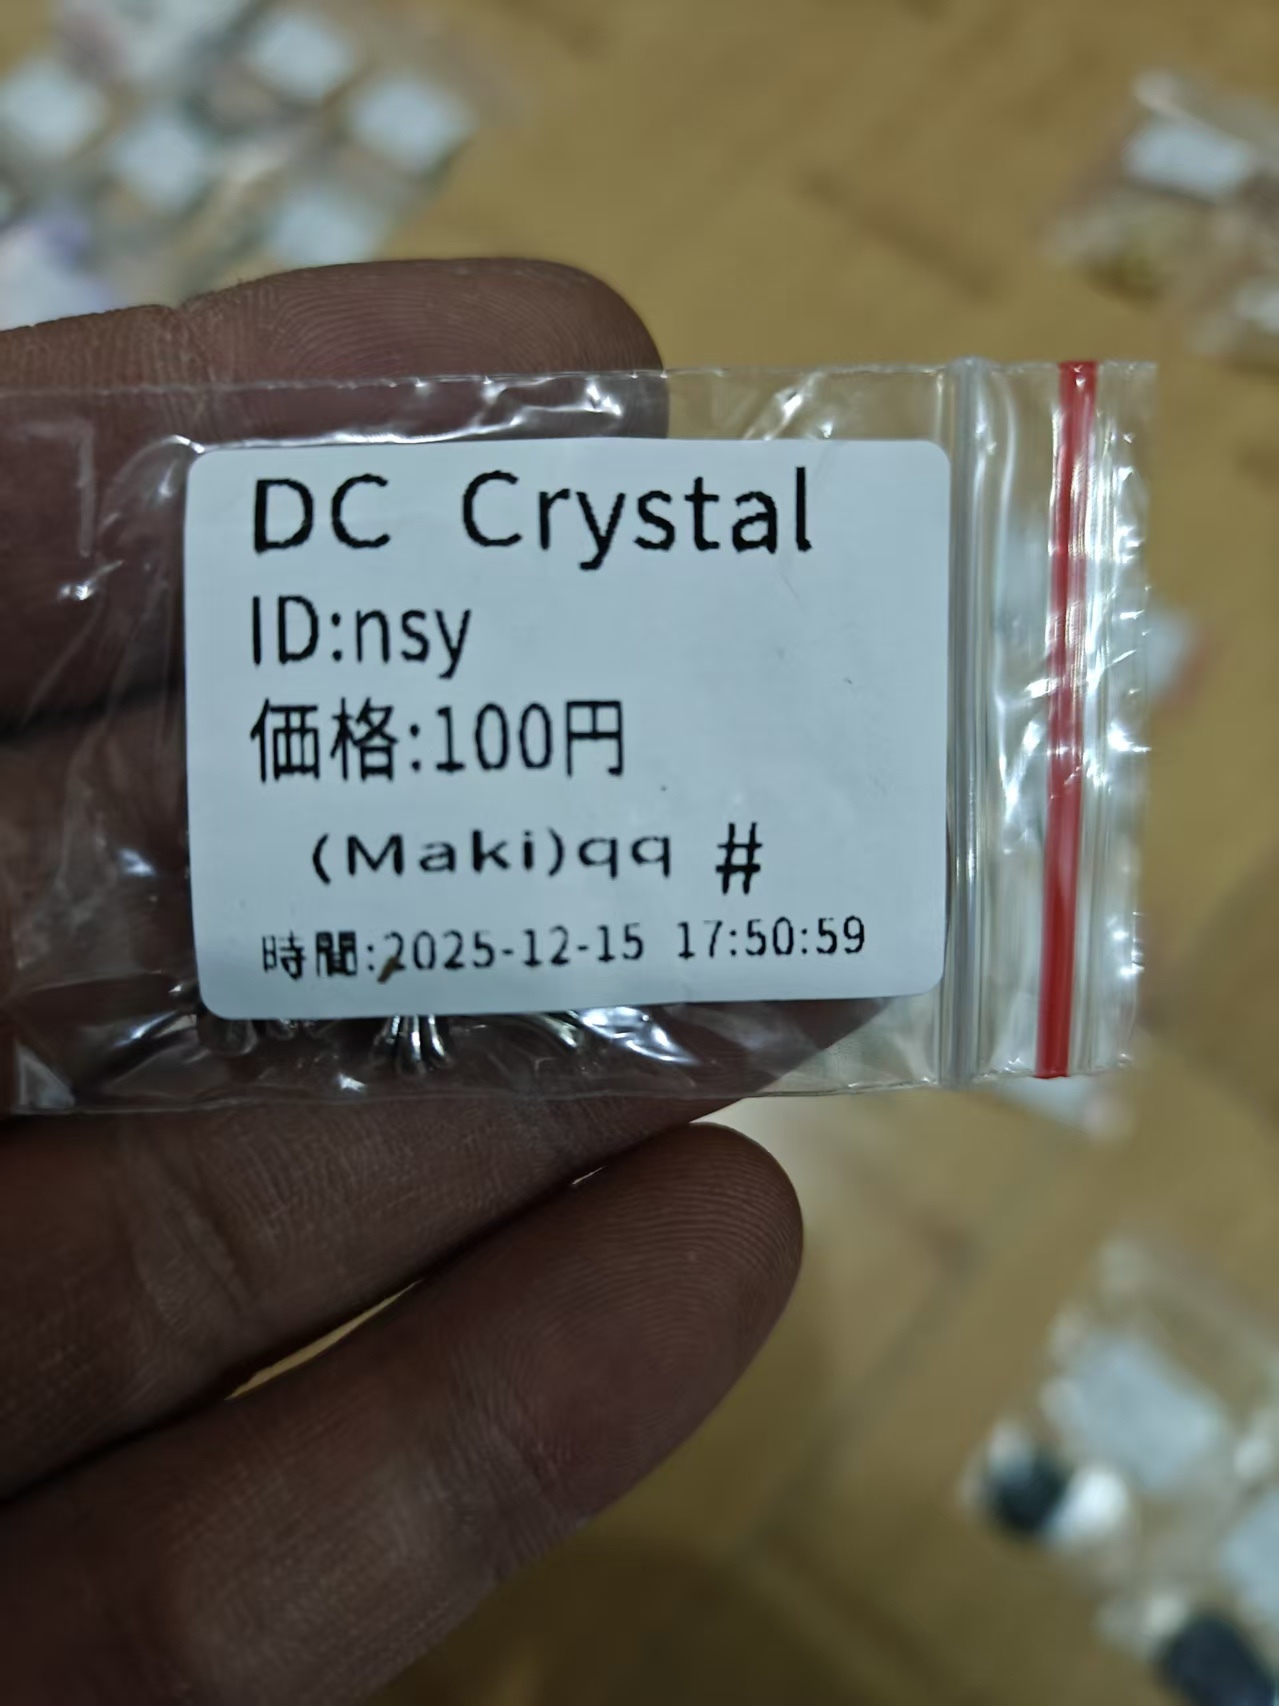 DC Crystal
ID:nsy
価格:100円
(Maki)qq #
時間:2025-12-15 17:50:59